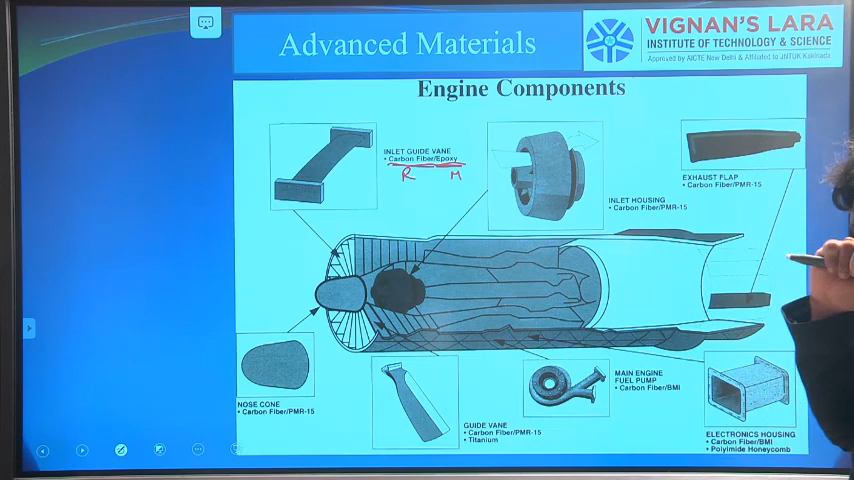 Advanced Materials
VIGNAN'S LARA
INSTITUTE OF TECHNOLOGY & SCIENCE
Approved by AICTE New Delhi & Affiliated to JNTUK Kakinada
Engine Components
INLET GUIDE VANE
• Carbon Fiber/Epoxy
R M
INLET HOUSING
• Carbon Fiber/PMR-15
EXHAUST FLAP
• Carbon Fiber/PMR-15
NOSE CONE
• Carbon Fiber/PMR-15
GUIDE VANE
• Carbon Fiber/PMR-15
• Titanium
MAIN ENGINE
FUEL PUMP
• Carbon Fiber/BMI
ELECTRONICS HOUSING
• Carbon Fiber/BMI
• Polyimide Honeycomb